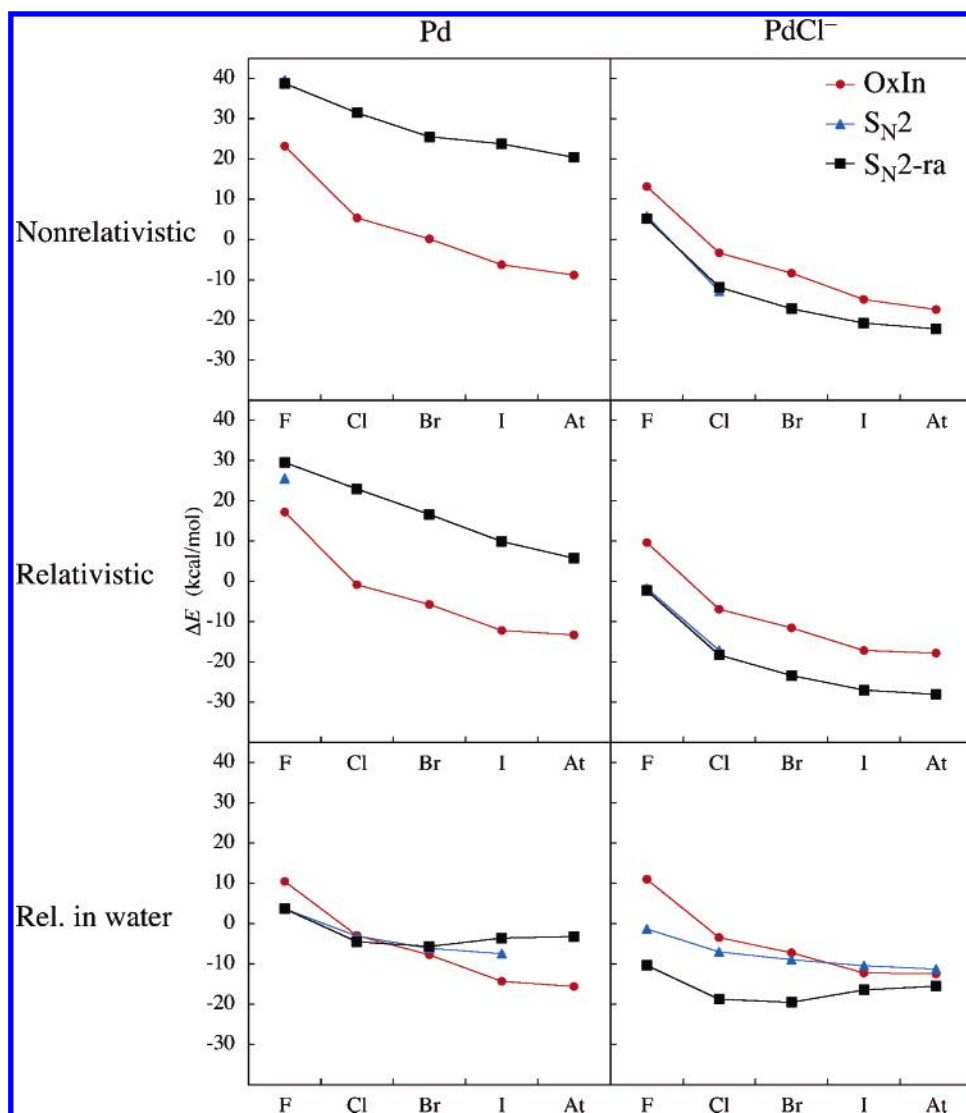 Pd PdCl⁻
OxIn
S_N2
S_N2-ra
Nonrelativistic
40
30
20
10
0
-10
-20
-30
F Cl Br I At F Cl Br I At
Relativistic
ΔE (kcal/mol)
40
30
20
10
0
-10
-20
-30
F Cl Br I At F Cl Br I At
Rel. in water
40
30
20
10
0
-10
-20
-30
F Cl Br I At F Cl Br I At